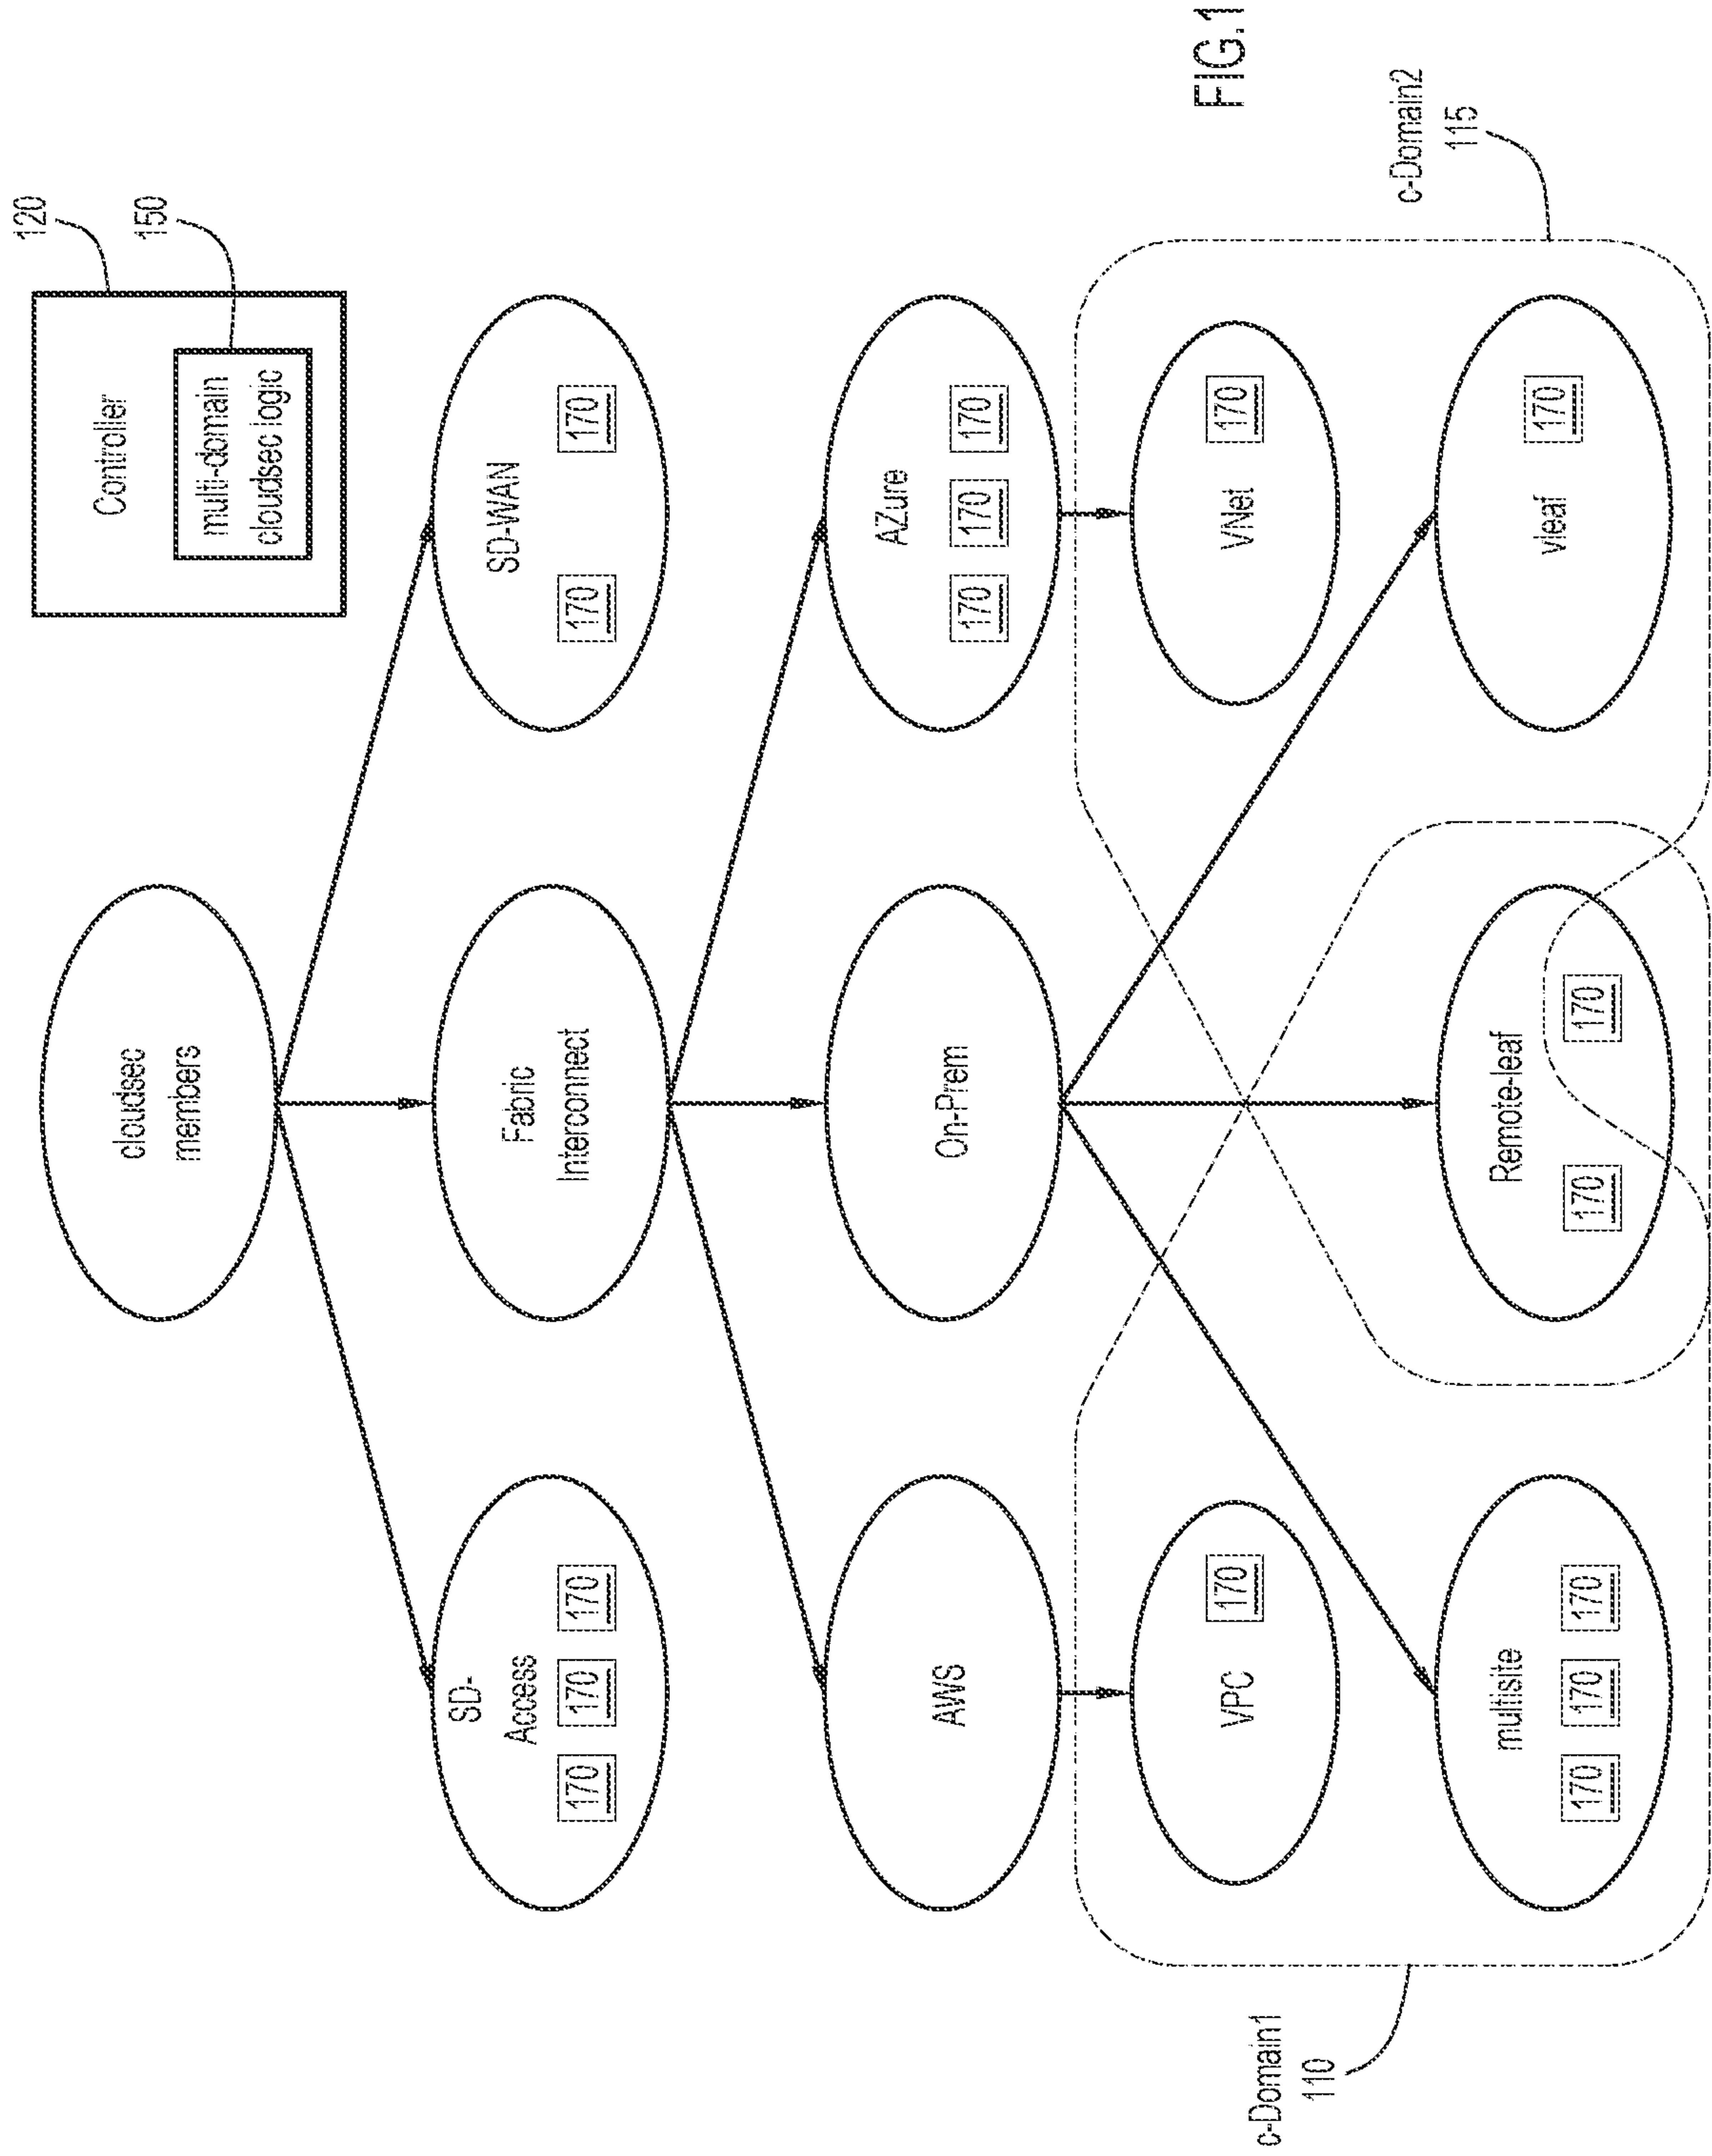 120
Controller
150
multi-domain
cloudsec logic
cloudsec
members
SD-
Access
170
170
170
Fabric
Interconnect
SD-WAN
170
170
AWS
On-Prem
AZure
170
170
170
VPC
170
VNet
170
multisite
170
170
170
Remote-leaf
170
170
vleaf
170
c-Domain1
110
c-Domain2
115
FIG.1